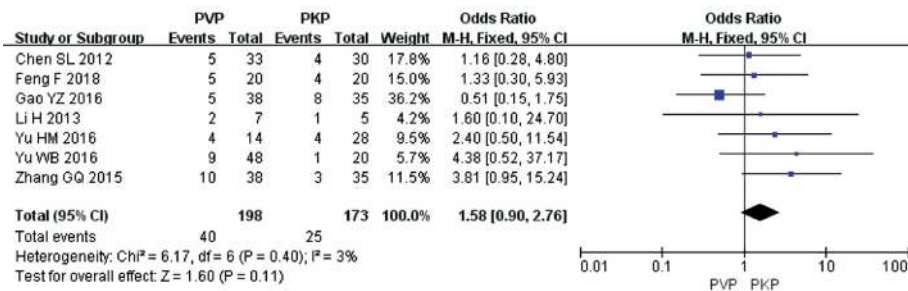 PVP PKP Odds Ratio Odds Ratio
Study or Subgroup Events Total Events Total Weight M-H, Fixed, 95% CI M-H, Fixed, 95% CI
Chen SL 2012 5 33 4 30 17.8% 1.16 [0.28, 4.80]
Feng F 2018 5 20 4 20 15.0% 1.33 [0.30, 5.93]
Gao YZ 2016 5 38 8 35 36.2% 0.51 [0.15, 1.75]
Li H 2013 2 7 1 5 4.2% 1.60 [0.10, 24.70]
Yu HM 2016 4 14 4 28 9.5% 2.40 [0.50, 11.54]
Yu WB 2016 9 48 1 20 5.7% 4.38 [0.52, 37.17]
Zhang GQ 2015 10 38 3 35 11.5% 3.81 [0.95, 15.24]
Total (95% CI) 198 173 100.0% 1.58 [0.90, 2.76]
Total events 40 25
Heterogeneity: Chi² = 6.17, df = 6 (P = 0.40); I² = 3%
Test for overall effect: Z = 1.60 (P = 0.11)
0.01 0.1 1 10 100
PVP PKP